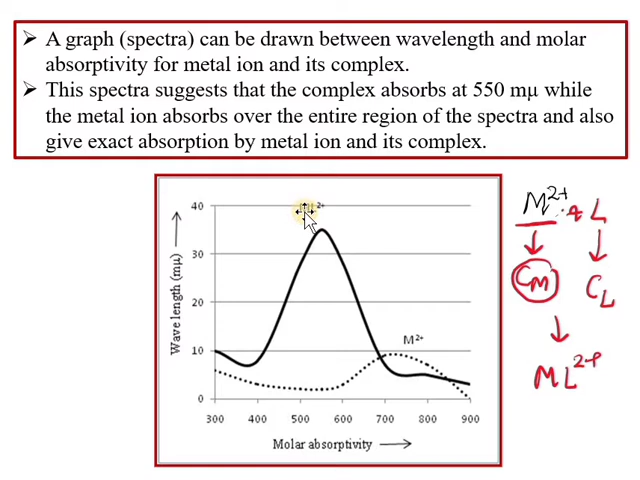 ➢ A graph (spectra) can be drawn between wavelength and molar
absorptivity for metal ion and its complex.
➢ This spectra suggests that the complex absorbs at 550 mµ while
the metal ion absorbs over the entire region of the spectra and also
give exact absorption by metal ion and its complex.
40
30
20
10
0
Wave length (mµ)
M²⁺
300 400 500 600 700 800 900
Molar absorptivity
M²⁺ + L
C_M C_L
ML²⁺